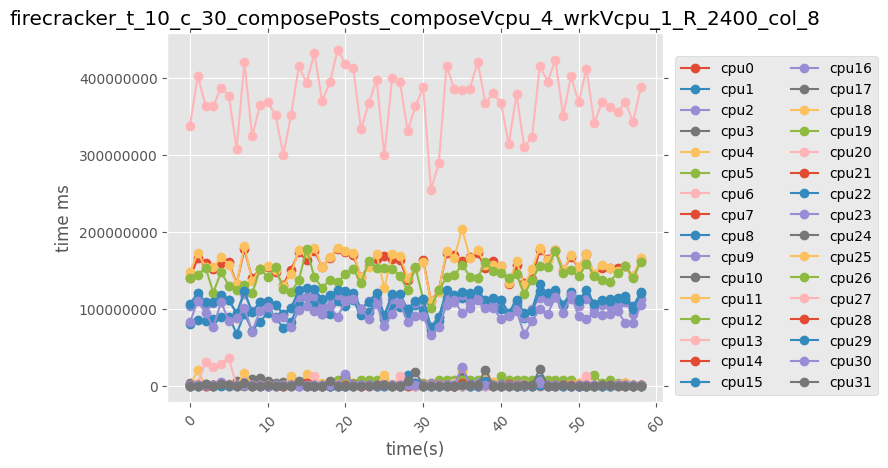 firecracker_t_10_c_30_composePosts_composeVcpu_4_wrkVcpu_1_R_2400_col_8
400000000
300000000
200000000
100000000
0
time ms
0
10
20
30
40
50
60
time(s)
cpu0
cpu1
cpu2
cpu3
cpu4
cpu5
cpu6
cpu7
cpu8
cpu9
cpu10
cpu11
cpu12
cpu13
cpu14
cpu15
cpu16
cpu17
cpu18
cpu19
cpu20
cpu21
cpu22
cpu23
cpu24
cpu25
cpu26
cpu27
cpu28
cpu29
cpu30
cpu31